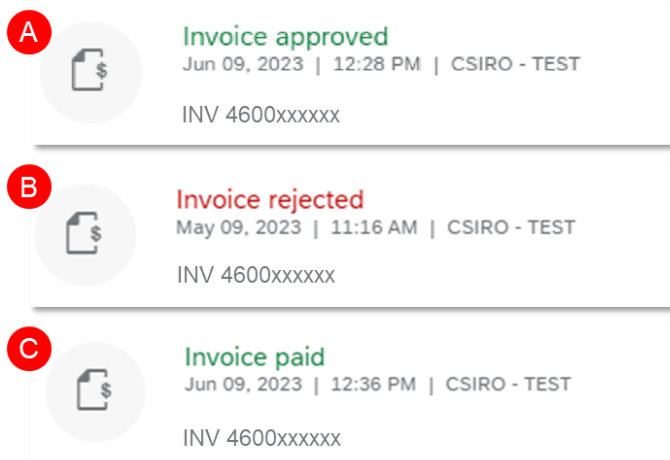 A
Invoice approved
Jun 09, 2023 | 12:28 PM | CSIRO - TEST
INV 4600xxxxxx
B
Invoice rejected
May 09, 2023 | 11:16 AM | CSIRO - TEST
INV 4600xxxxxx
C
Invoice paid
Jun 09, 2023 | 12:36 PM | CSIRO - TEST
INV 4600xxxxxx